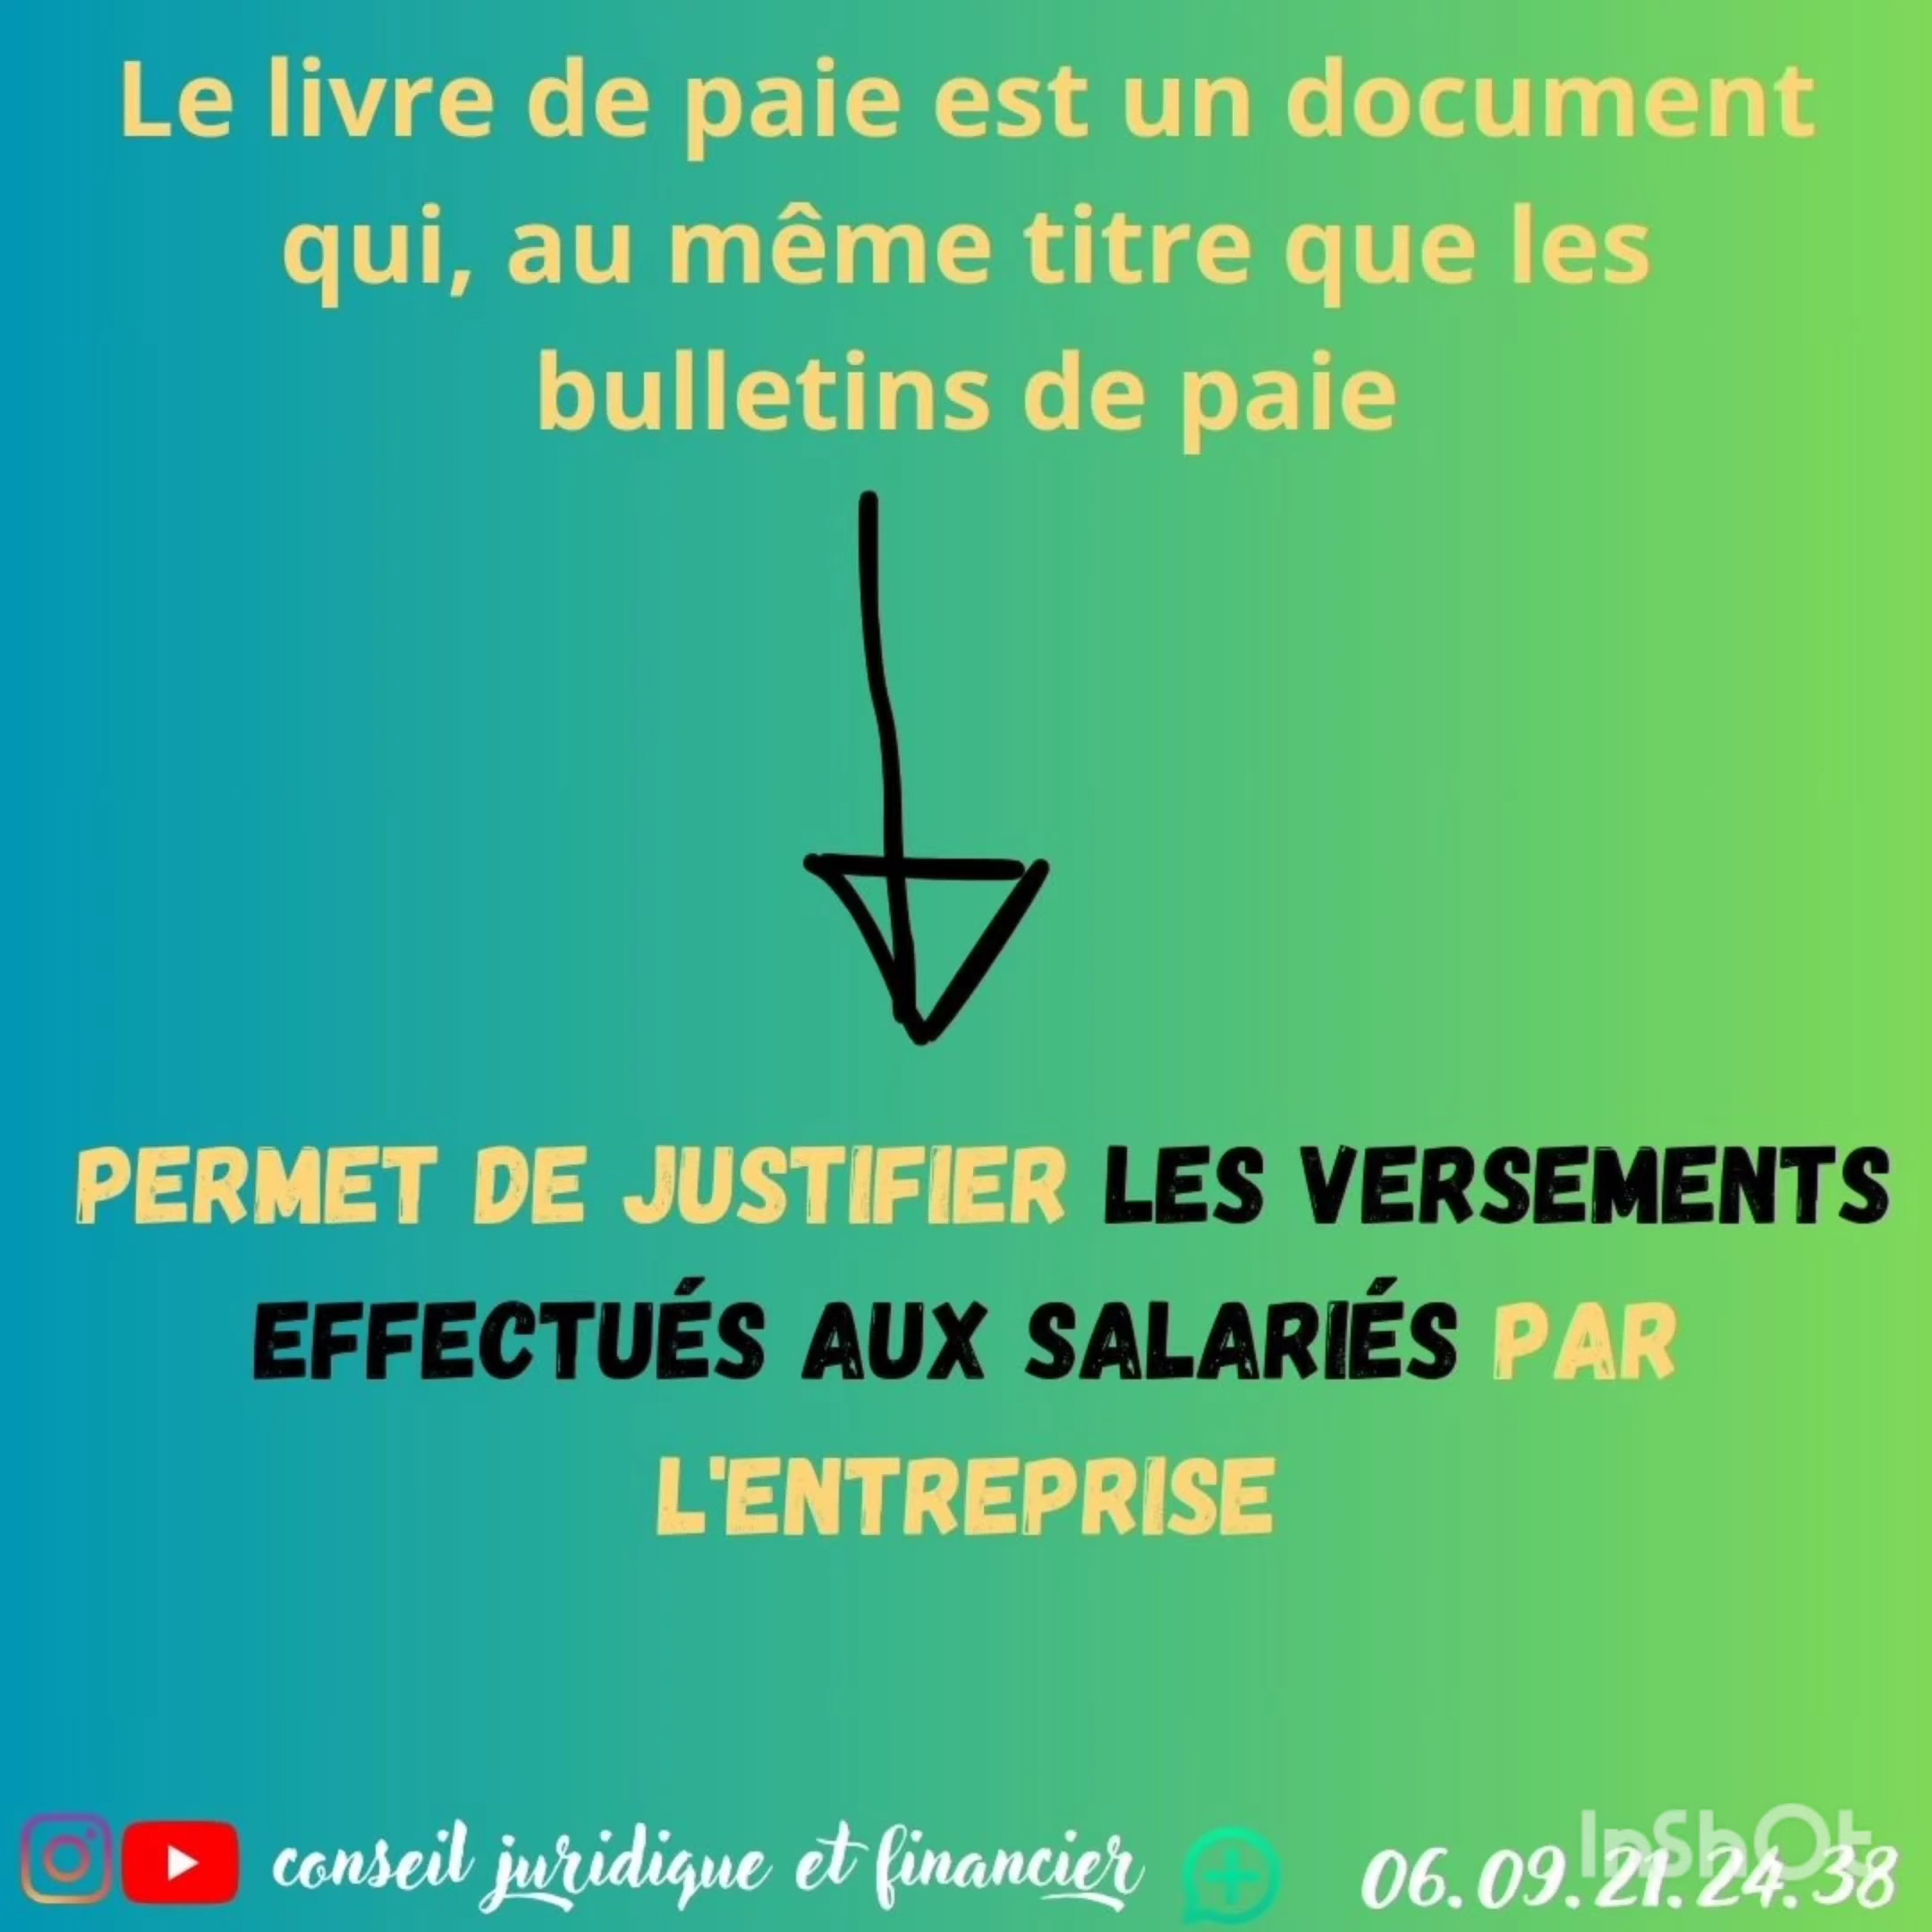 Le livre de paie est un document
qui, au même titre que les
bulletins de paie
PERMET DE JUSTIFIER LES VERSEMENTS
EFFECTUÉS AUX SALARIÉS PAR
L'ENTREPRISE
conseil juridique et financier
06.09.21.24.38
InShOt